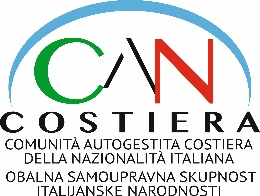 CAN
COSTIERA
COMUNITÀ AUTOGESTITA COSTIERA
DELLA NAZIONALITÀ ITALIANA
OBALNA SAMOUPRAVNA SKUPNOST
ITALIJANSKE NARODNOSTI